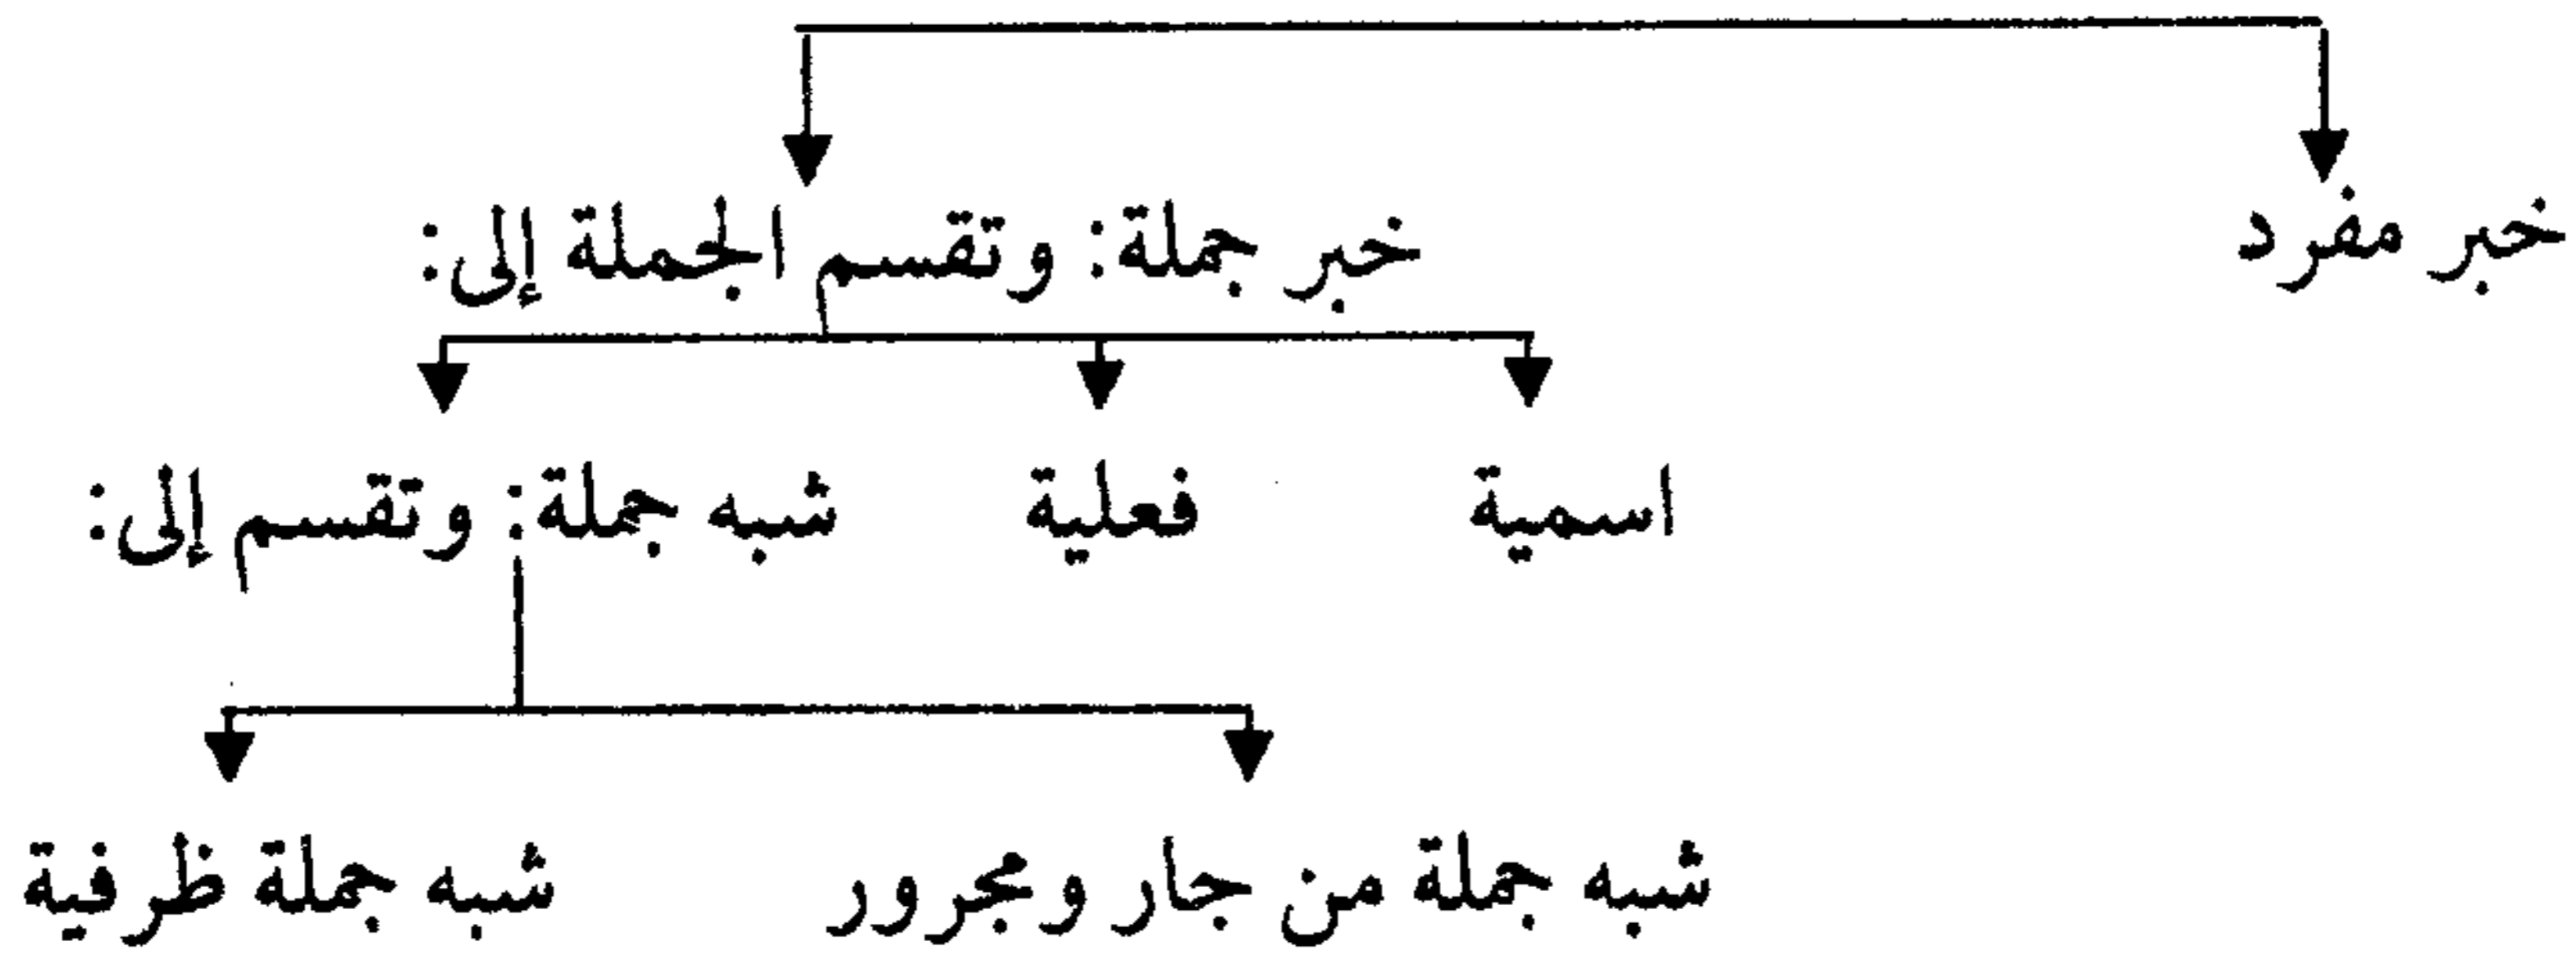 خبر مفرد
خبر جملة: وتقسم الجملة إلى:
اسمية
فعلية
شبه جملة: وتقسم إلى:
شبه جملة من جار ومجرور
شبه جملة ظرفية